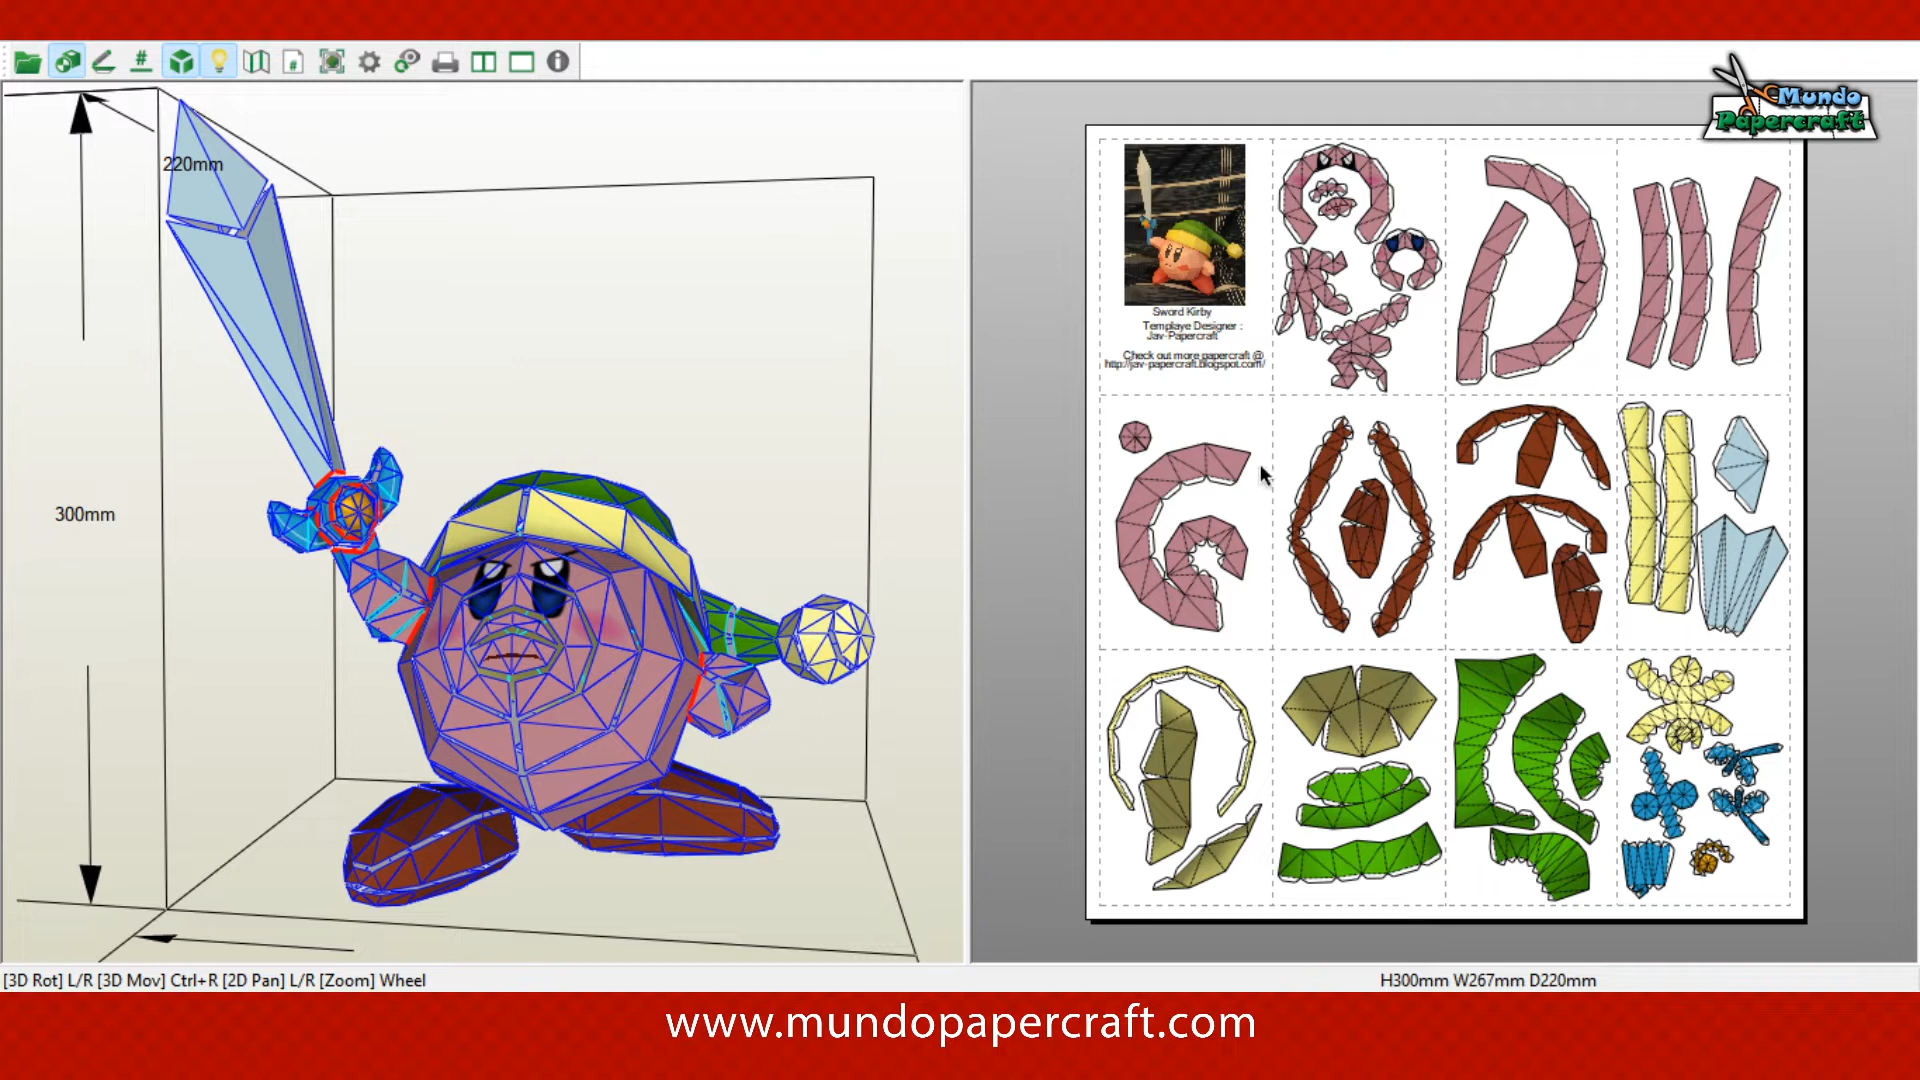 Mundo
Papercraft
220mm
300mm
Sword Kirby
Templaye Designer :
Jav-Papercraft
Check out more papercraft @
http://jav-papercraft.blogspot.com/
[3D Rot] L/R [3D Mov] Ctrl+R [2D Pan] L/R [Zoom] Wheel
H300mm W267mm D220mm
www.mundopapercraft.com